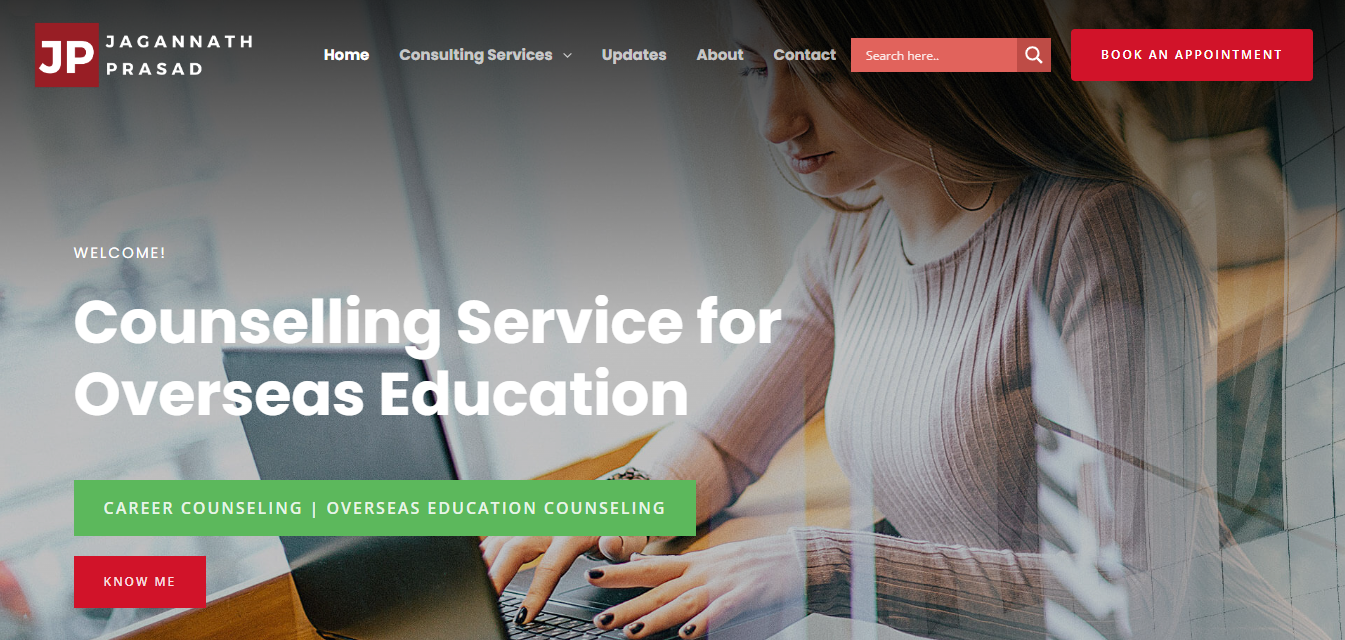 JP
JAGANNATH
PRASAD
Home
Consulting Services
Updates
About
Contact
Search here..
BOOK AN APPOINTMENT
WELCOME!
Counselling Service for
Overseas Education
CAREER COUNSELING | OVERSEAS EDUCATION COUNSELING
KNOW ME